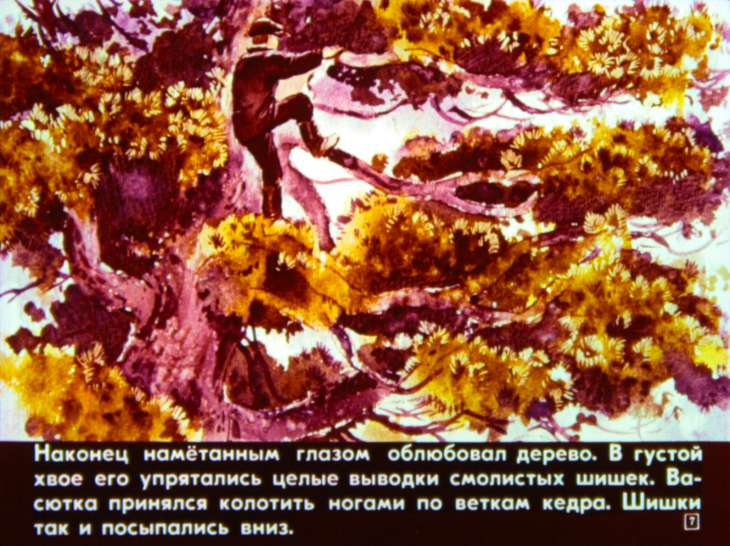 Наконец намётанным глазом облюбовал дерево. В густой
хвое его упрятались целые выводки смолистых шишек. Ва-
сютка принялся колотить ногами по веткам кедра. Шишки
так и посыпались вниз.
7